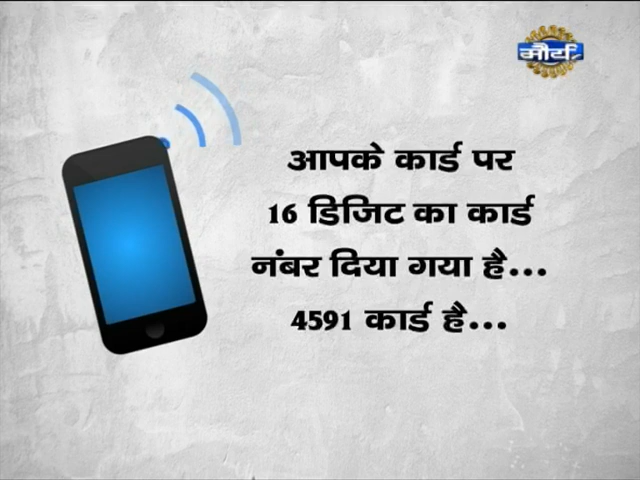 मौर्य
आपके कार्ड पर
16 डिजिट का कार्ड
नंबर दिया गया है...
4591 कार्ड है...